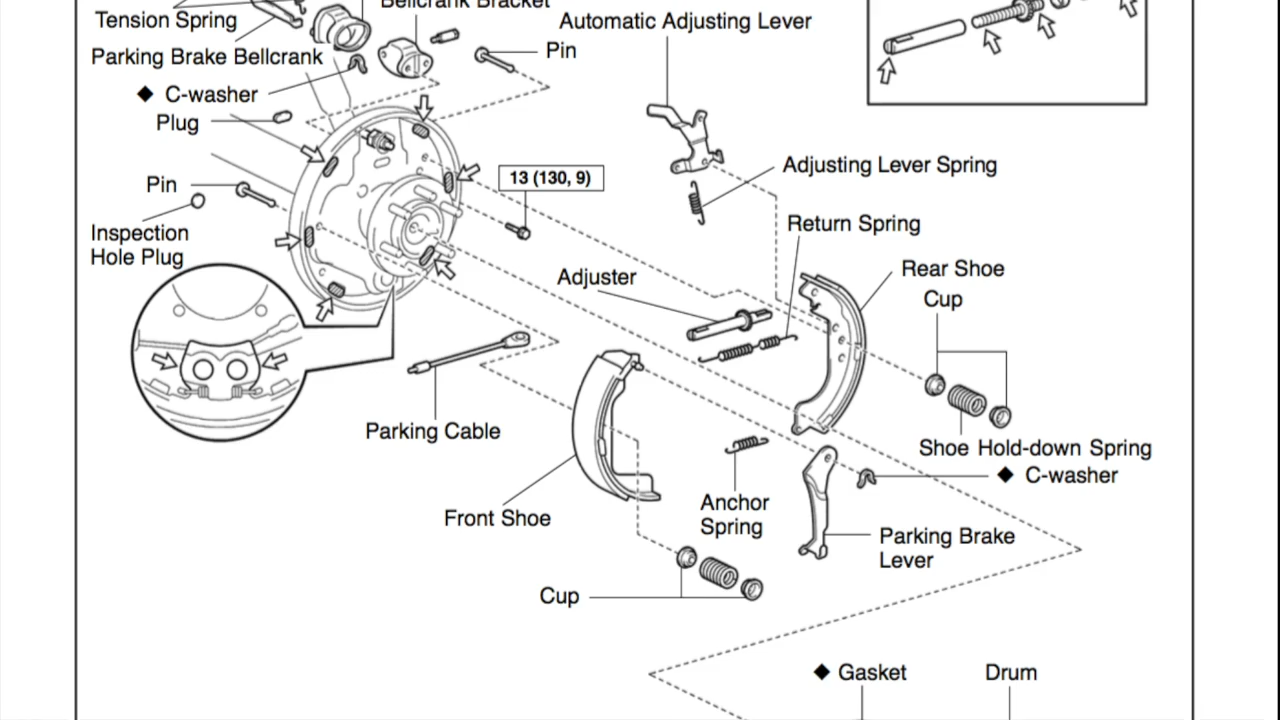 Bellcrank Bracket
Tension Spring
Automatic Adjusting Lever
Parking Brake Bellcrank
Pin
◆ C-washer
Plug
Adjusting Lever Spring
13 (130, 9)
Pin
Return Spring
Inspection
Hole Plug
Rear Shoe
Adjuster
Cup
Parking Cable
Shoe Hold-down Spring
◆ C-washer
Anchor
Spring
Front Shoe
Parking Brake
Lever
Cup
◆ Gasket
Drum